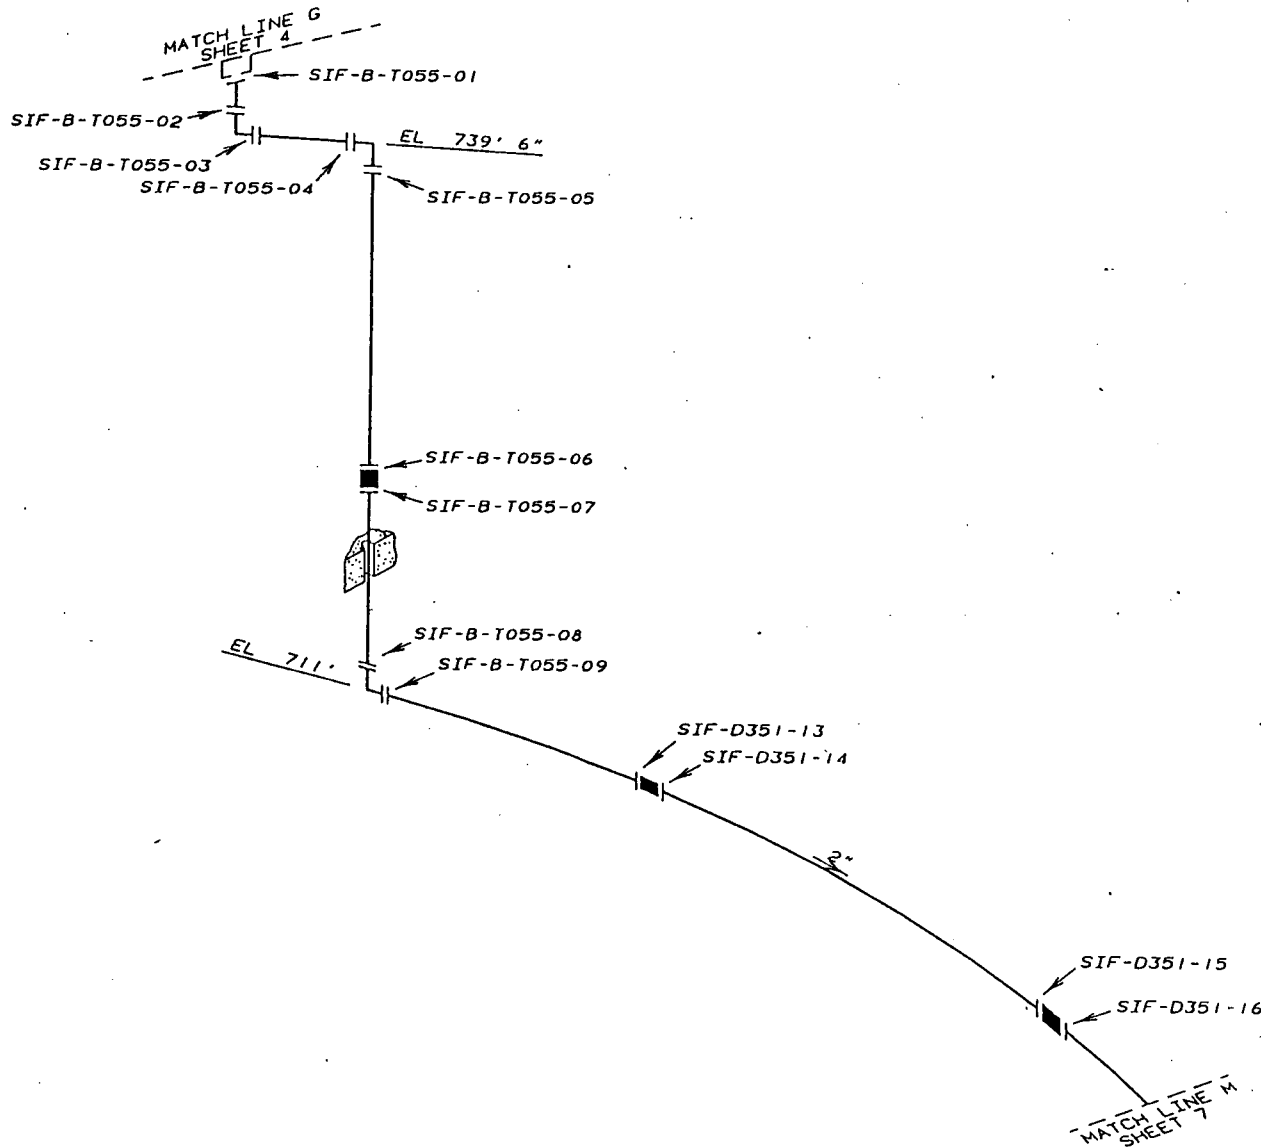 MATCH LINE G
SHEET 4
SIF-B-T055-01
SIF-B-T055-02
SIF-B-T055-03
SIF-B-T055-04
EL 739' 6"
SIF-B-T055-05
SIF-B-T055-06
SIF-B-T055-07
SIF-B-T055-08
EL 711'
SIF-B-T055-09
SIF-D351-13
SIF-D351-14
2"
SIF-D351-15
SIF-D351-16
MATCH LINE M
SHEET 7